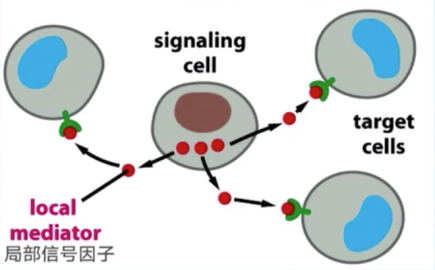 signaling
cell
target
cells
local
mediator
局部信号因子